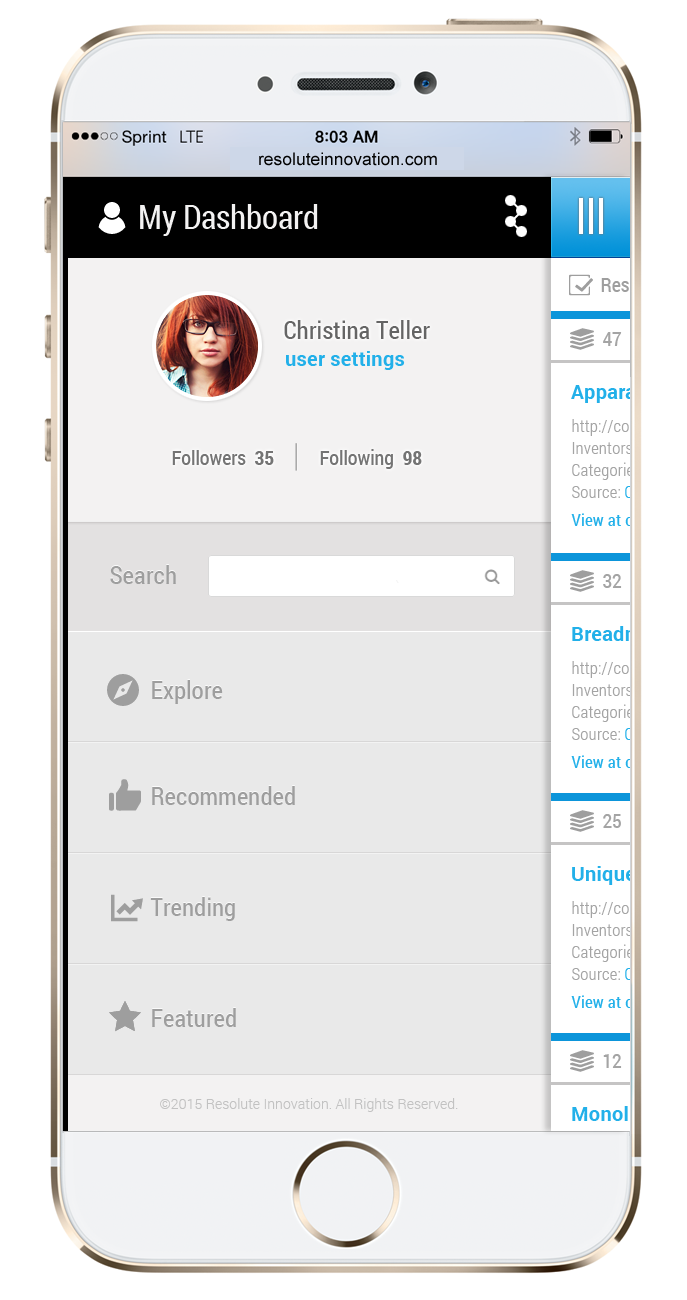 Sprint LTE 8:03 AM
resoluteinnovation.com
My Dashboard
Christina Teller
user settings
Followers 35 Following 98
Search
Explore
Recommended
Trending
Featured
©2015 Resolute Innovation. All Rights Reserved.
Res
47
Appara
http://co
Inventors
Categorie
Source:
View at
32
Breadr
http://co
Inventors
Categorie
Source:
View at
25
Unique
http://co
Inventors
Categorie
Source:
View at
12
Monol